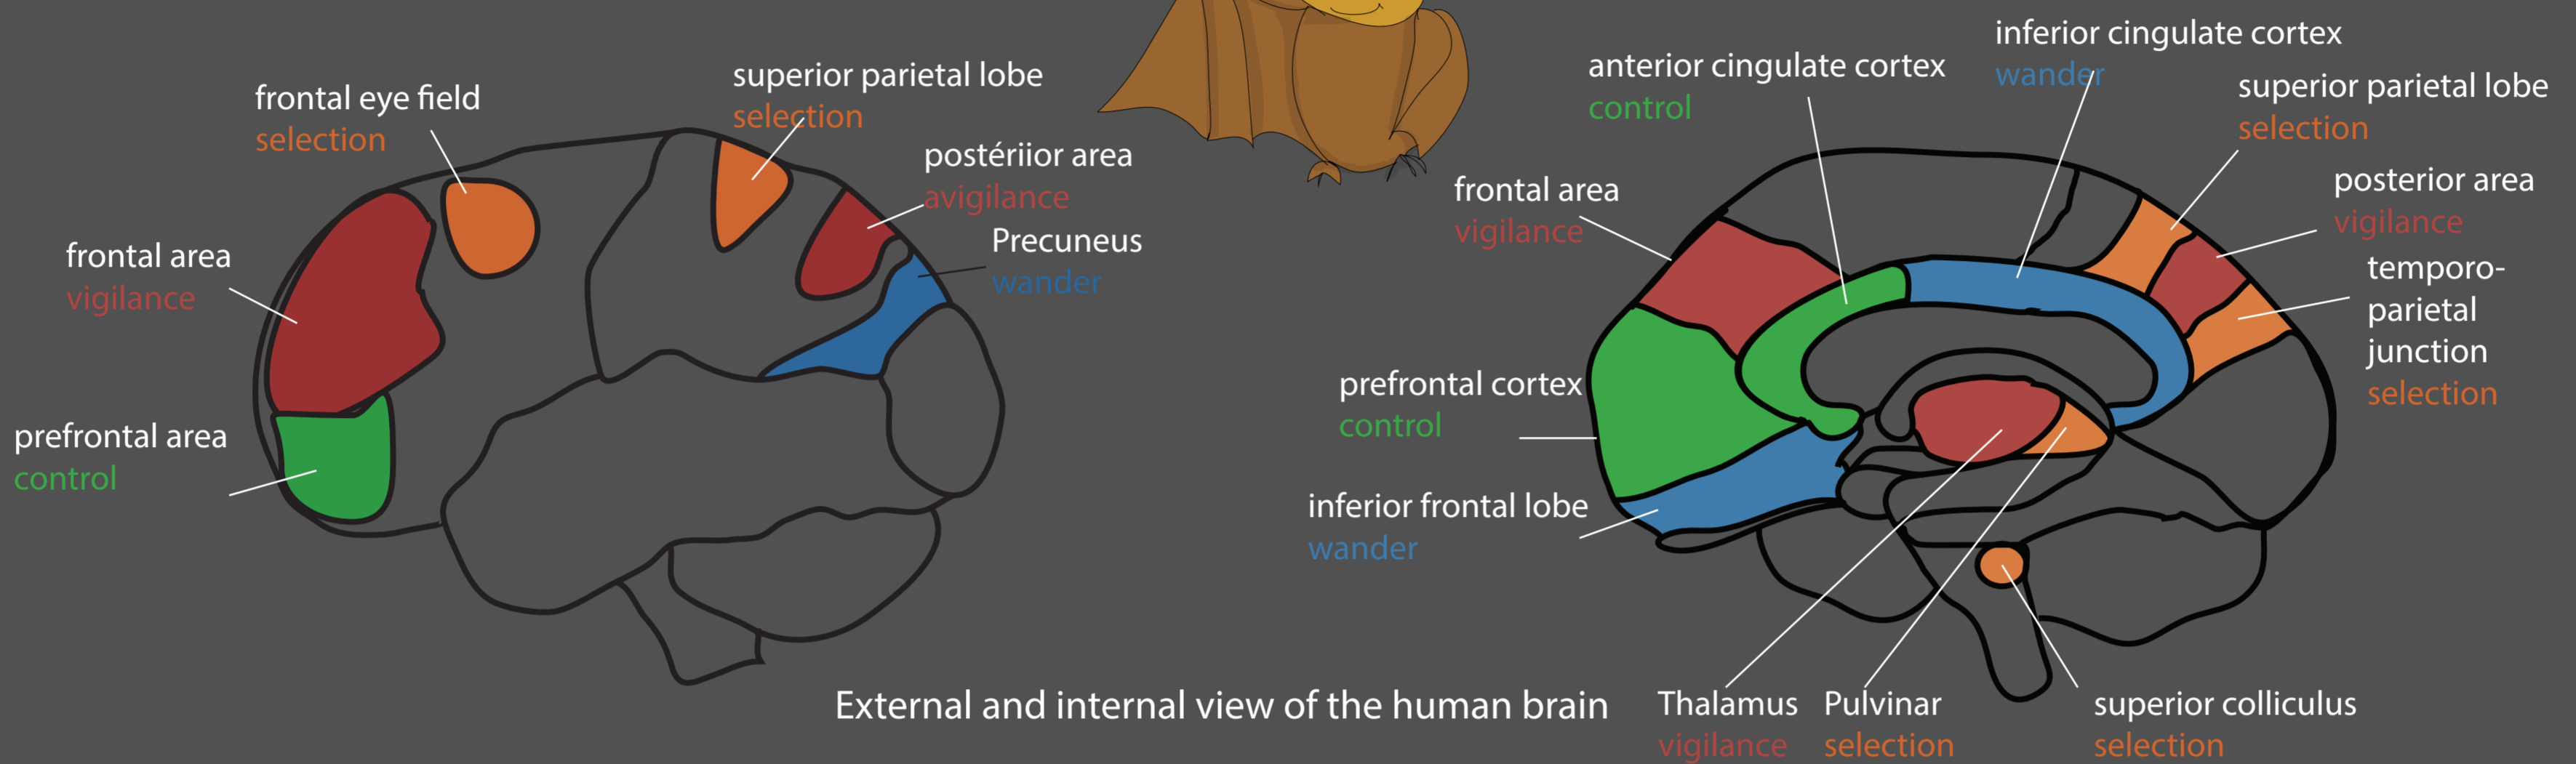 frontal eye field
selection
superior parietal lobe
selection
postériior area
avigilance
Precuneus
wander
frontal area
vigilance
prefrontal area
control
anterior cingulate cortex
control
inferior cingulate cortex
wander
superior parietal lobe
selection
frontal area
vigilance
posterior area
vigilance
temporo-
parietal
junction
selection
prefrontal cortex
control
inferior frontal lobe
wander
External and internal view of the human brain
Thalamus
vigilance
Pulvinar
selection
superior colliculus
selection